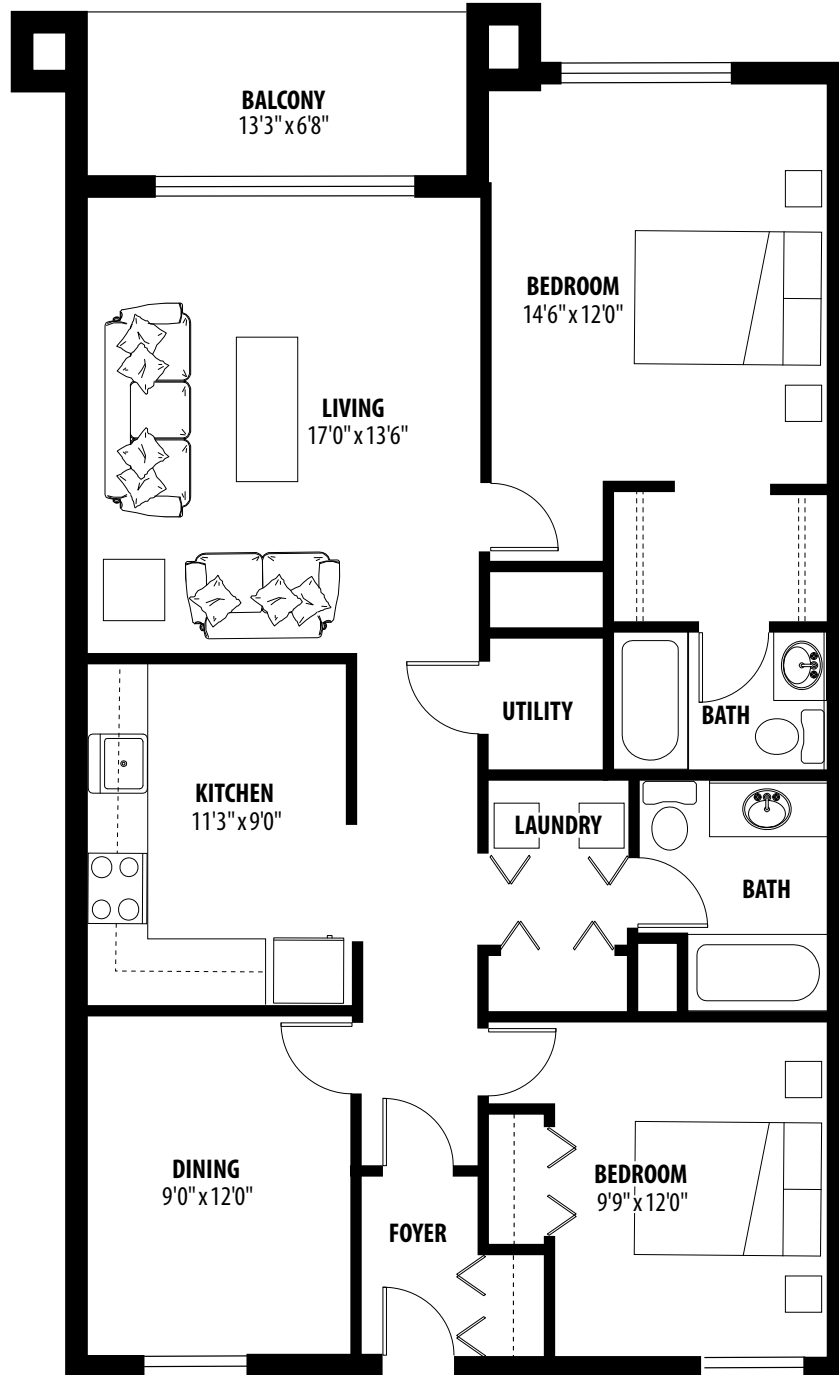 BALCONY
13'3" x 6'8"
BEDROOM
14'6" x 12'0"
LIVING
17'0" x 13'6"
UTILITY
BATH
KITCHEN
11'3" x 9'0"
LAUNDRY
BATH
DINING
9'0" x 12'0"
BEDROOM
9'9" x 12'0"
FOYER